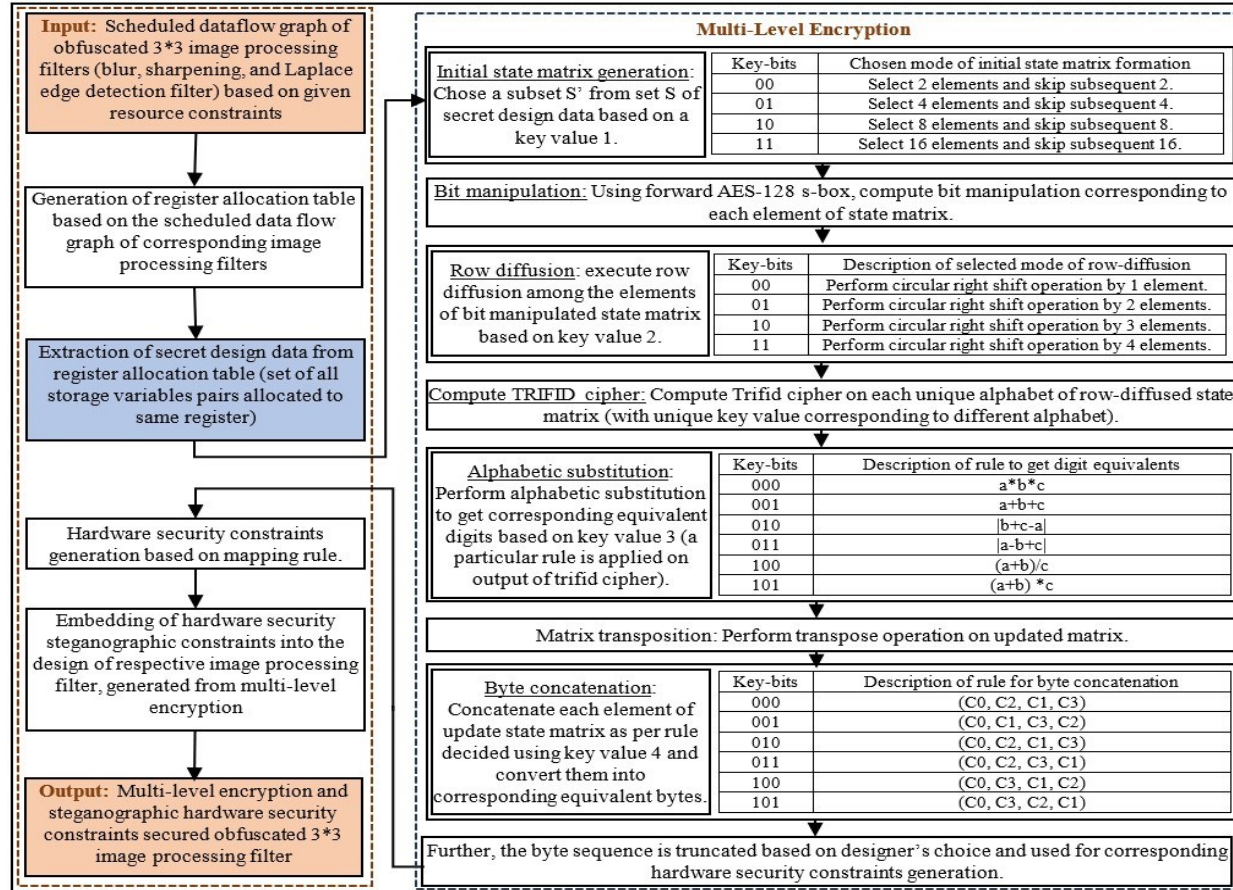 Input: Scheduled dataflow graph of
obfuscated 3*3 image processing
filters (blur, sharpening, and Laplace
edge detection filter) based on given
resource constraints
Generation of register allocation table
based on the scheduled data flow
graph of corresponding image
processing filters
Extraction of secret design data from
register allocation table (set of all
storage variables pairs allocated to
same register)
Hardware security constraints
generation based on mapping rule.
Embedding of hardware security
steganographic constraints into the
design of respective image processing
filter, generated from multi-level
encryption
Output: Multi-level encryption and
steganographic hardware security
constraints secured obfuscated 3*3
image processing filter
Multi-Level Encryption
Initial state matrix generation:
Chose a subset S’ from set S of
secret design data based on a
key value 1.
Key-bits Chosen mode of initial state matrix formation
00 Select 2 elements and skip subsequent 2.
01 Select 4 elements and skip subsequent 4.
10 Select 8 elements and skip subsequent 8.
11 Select 16 elements and skip subsequent 16.
Bit manipulation: Using forward AES-128 s-box, compute bit manipulation corresponding to
each element of state matrix.
Row diffusion: execute row
diffusion among the elements
of bit manipulated state matrix
based on key value 2.
Key-bits Description of selected mode of row-diffusion
00 Perform circular right shift operation by 1 element.
01 Perform circular right shift operation by 2 elements.
10 Perform circular right shift operation by 3 elements.
11 Perform circular right shift operation by 4 elements.
Compute TRIFID cipher: Compute Trifid cipher on each unique alphabet of row-diffused state
matrix (with unique key value corresponding to different alphabet).
Alphabetic substitution:
Perform alphabetic substitution
to get corresponding equivalent
digits based on key value 3 (a
particular rule is applied on
output of trifid cipher).
Key-bits Description of rule to get digit equivalents
000 a*b*c
001 a+b+c
010 |b+c-a|
011 |a-b+c|
100 (a+b)/c
101 (a+b) *c
Matrix transposition: Perform transpose operation on updated matrix.
Byte concatenation:
Concatenate each element of
update state matrix as per rule
decided using key value 4 and
convert them into
corresponding equivalent bytes.
Key-bits Description of rule for byte concatenation
000 (C0, C2, C1, C3)
001 (C0, C1, C3, C2)
010 (C0, C2, C1, C3)
011 (C0, C2, C3, C1)
100 (C0, C3, C1, C2)
101 (C0, C3, C2, C1)
Further, the byte sequence is truncated based on designer’s choice and used for corresponding
hardware security constraints generation.